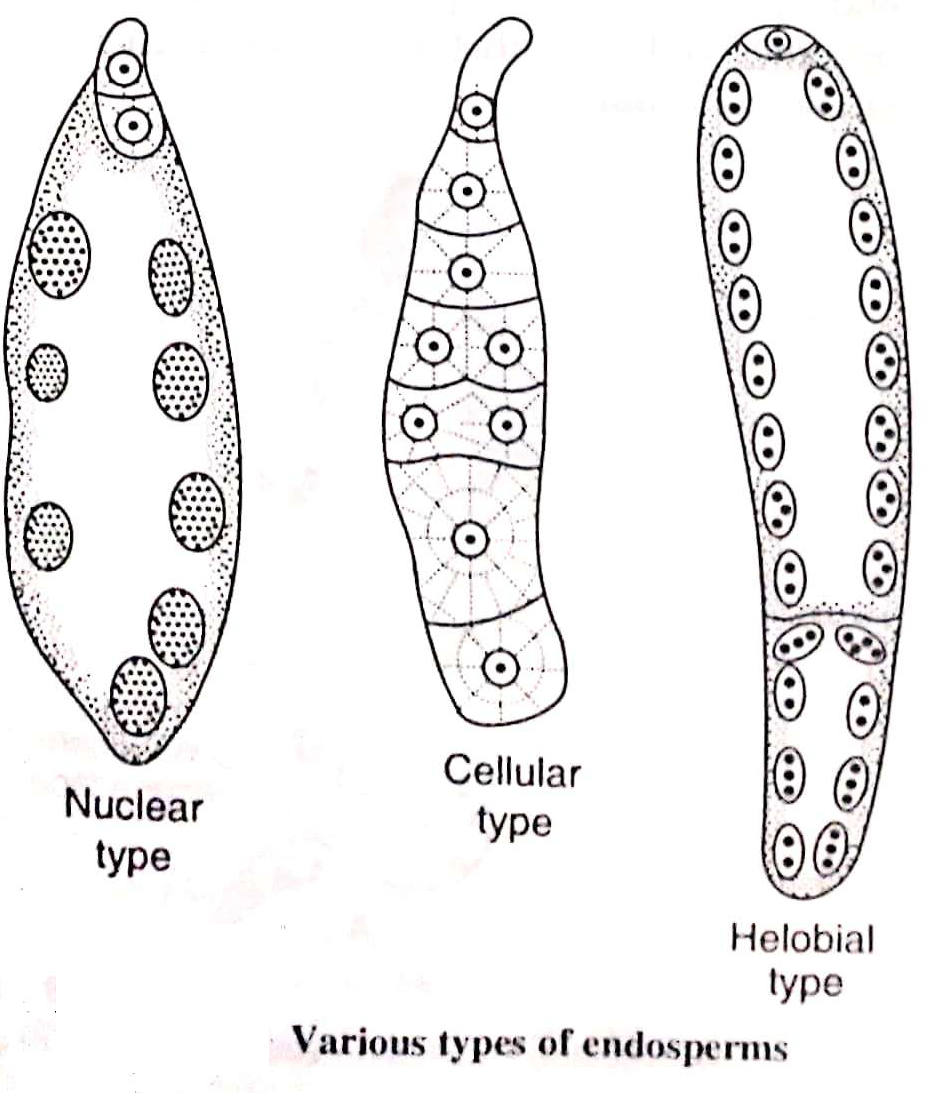 Nuclear
type
Cellular
type
Helobial
type
Various types of endosperms